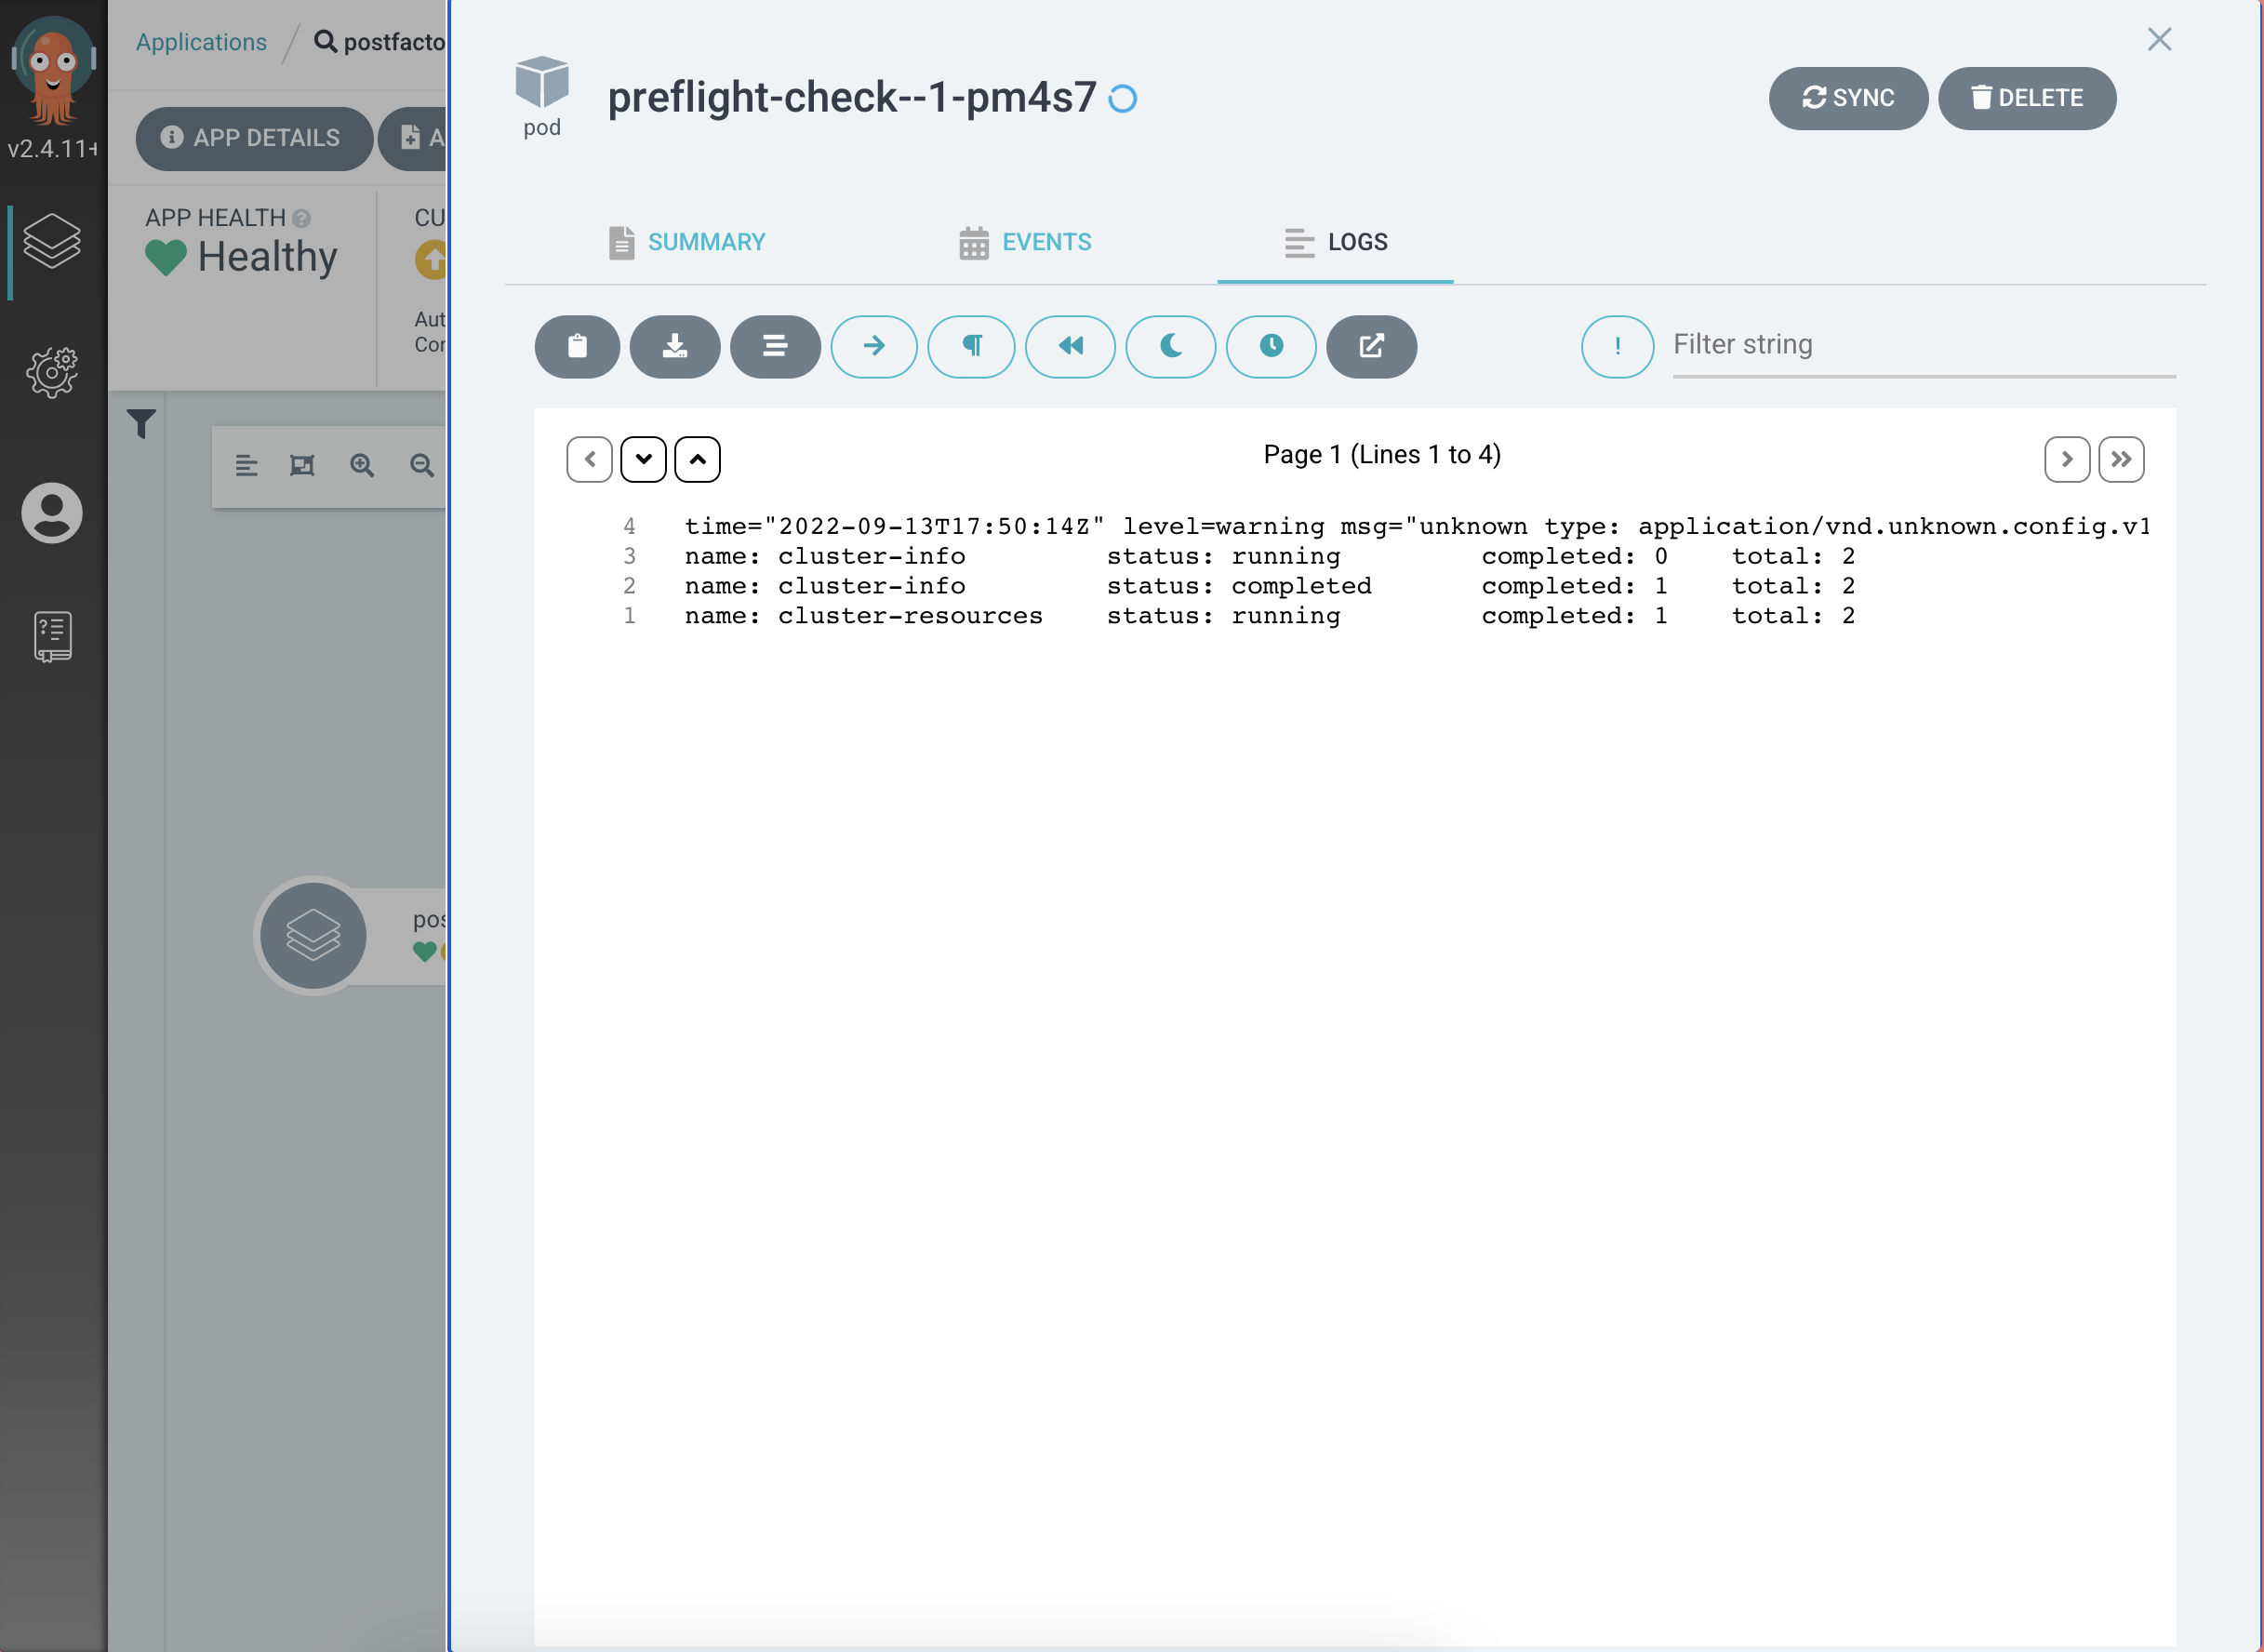 v2.4.11+
Applications / postfacto
APP DETAILS
A
APP HEALTH
Healthy
CU
Aut
Cor
pos
pod
preflight-check--1-pm4s7
SYNC
DELETE
SUMMARY
EVENTS
LOGS
Filter string
Page 1 (Lines 1 to 4)
4 time="2022-09-13T17:50:14Z" level=warning msg="unknown type: application/vnd.unknown.config.v1
3 name: cluster-info status: running completed: 0 total: 2
2 name: cluster-info status: completed completed: 1 total: 2
1 name: cluster-resources status: running completed: 1 total: 2